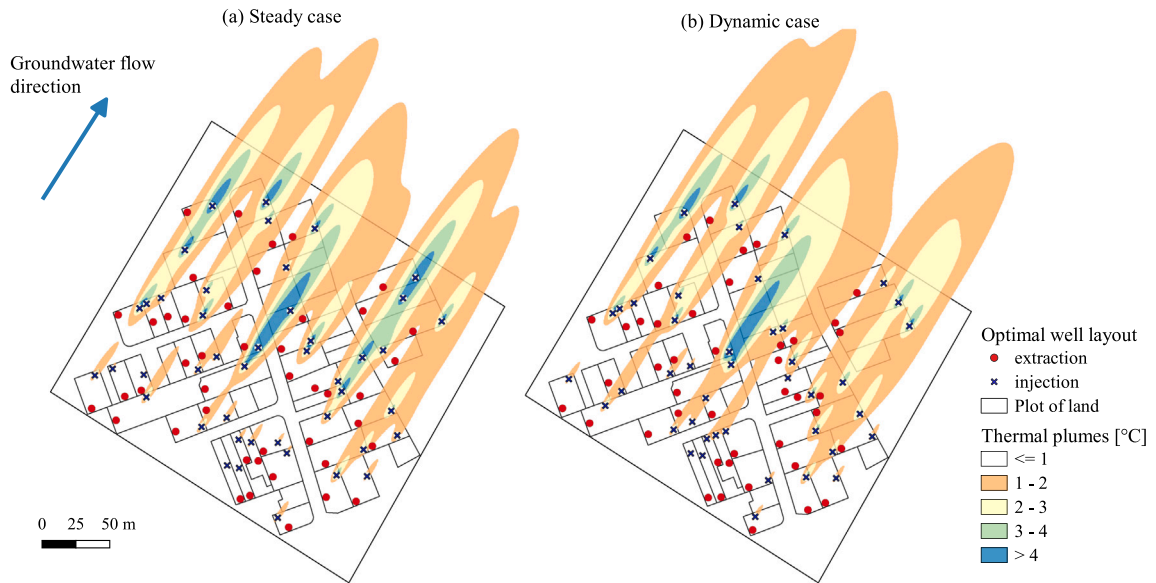 (a) Steady case
(b) Dynamic case
Groundwater flow
direction
Optimal well layout
extraction
injection
Plot of land
Thermal plumes [°C]
<= 1
1 - 2
2 - 3
3 - 4
> 4
0 25 50 m